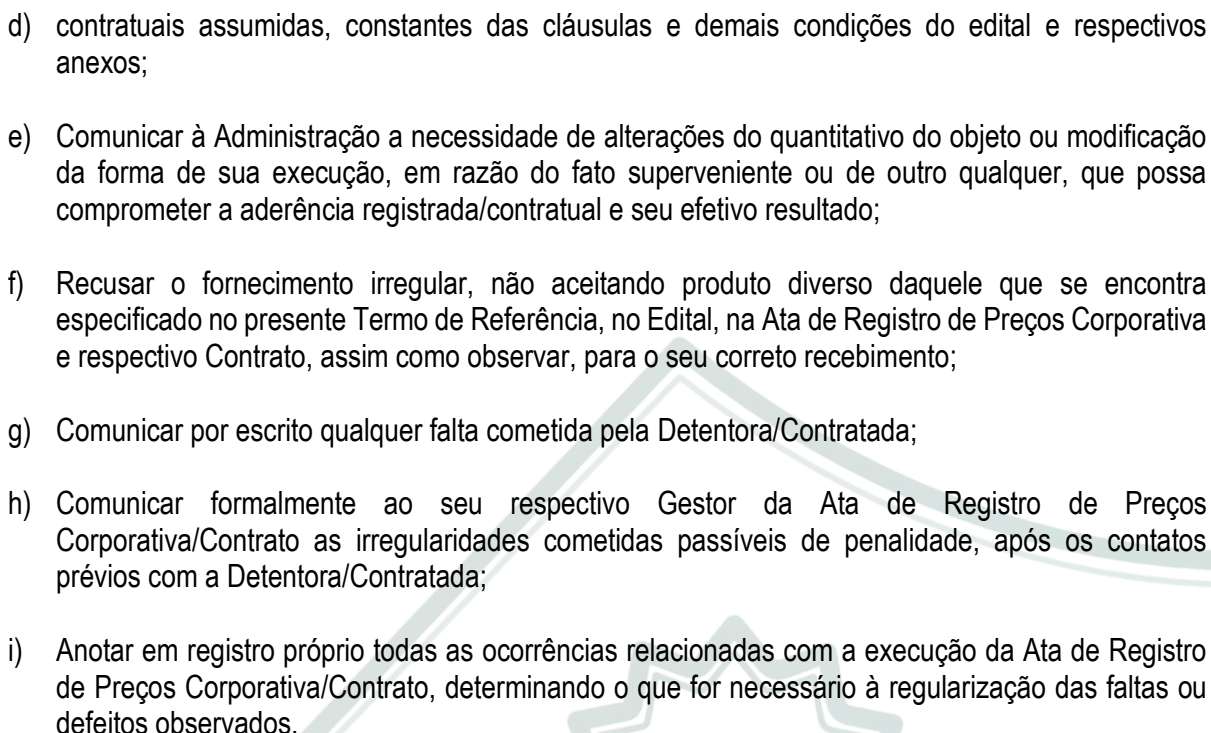 d) contratuais assumidas, constantes das cláusulas e demais condições do edital e respectivos
anexos;
e) Comunicar à Administração a necessidade de alterações do quantitativo do objeto ou modificação
da forma de sua execução, em razão do fato superveniente ou de outro qualquer, que possa
comprometer a aderência registrada/contratual e seu efetivo resultado;
f) Recusar o fornecimento irregular, não aceitando produto diverso daquele que se encontra
especificado no presente Termo de Referência, no Edital, na Ata de Registro de Preços Corporativa
e respectivo Contrato, assim como observar, para o seu correto recebimento;
g) Comunicar por escrito qualquer falta cometida pela Detentora/Contratada;
h) Comunicar formalmente ao seu respectivo Gestor da Ata de Registro de Preços
Corporativa/Contrato as irregularidades cometidas passíveis de penalidade, após os contatos
prévios com a Detentora/Contratada;
i) Anotar em registro próprio todas as ocorrências relacionadas com a execução da Ata de Registro
de Preços Corporativa/Contrato, determinando o que for necessário à regularização das faltas ou
defeitos observados.